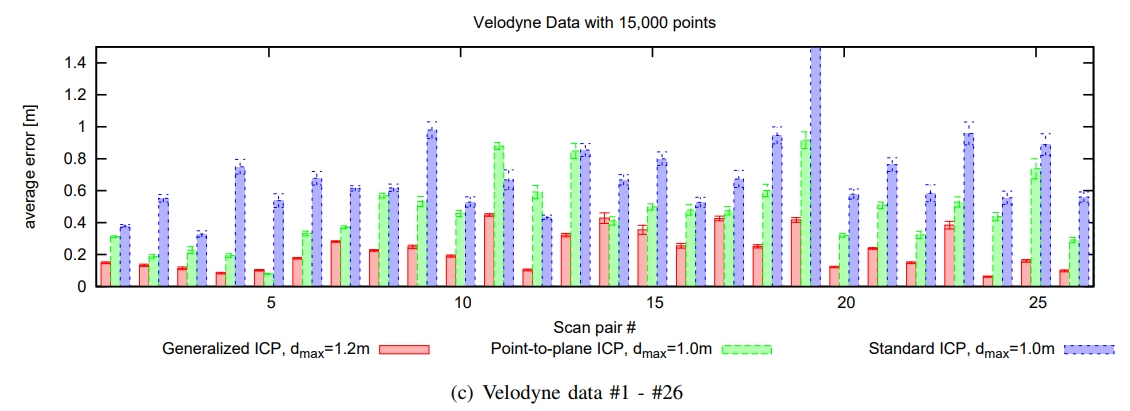 Velodyne Data with 15,000 points
average error [m]
1.4
1.2
1
0.8
0.6
0.4
0.2
0
5 10 15 20 25
Scan pair #
Generalized ICP, dmax=1.2m Point-to-plane ICP, dmax=1.0m Standard ICP, dmax=1.0m
(c) Velodyne data #1 - #26